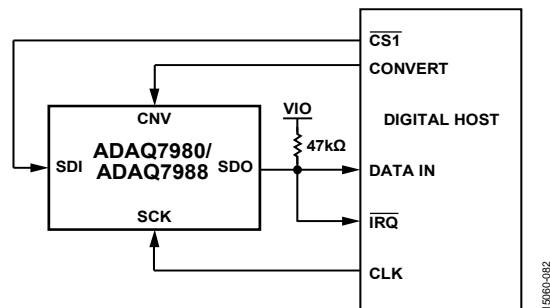 CS1
CONVERT
VIO
CNV
DIGITAL HOST
47kΩ
ADAQ7980/
ADAQ7988
SDI
SDO
DATA IN
SCK
IRQ
CLK
15060-082